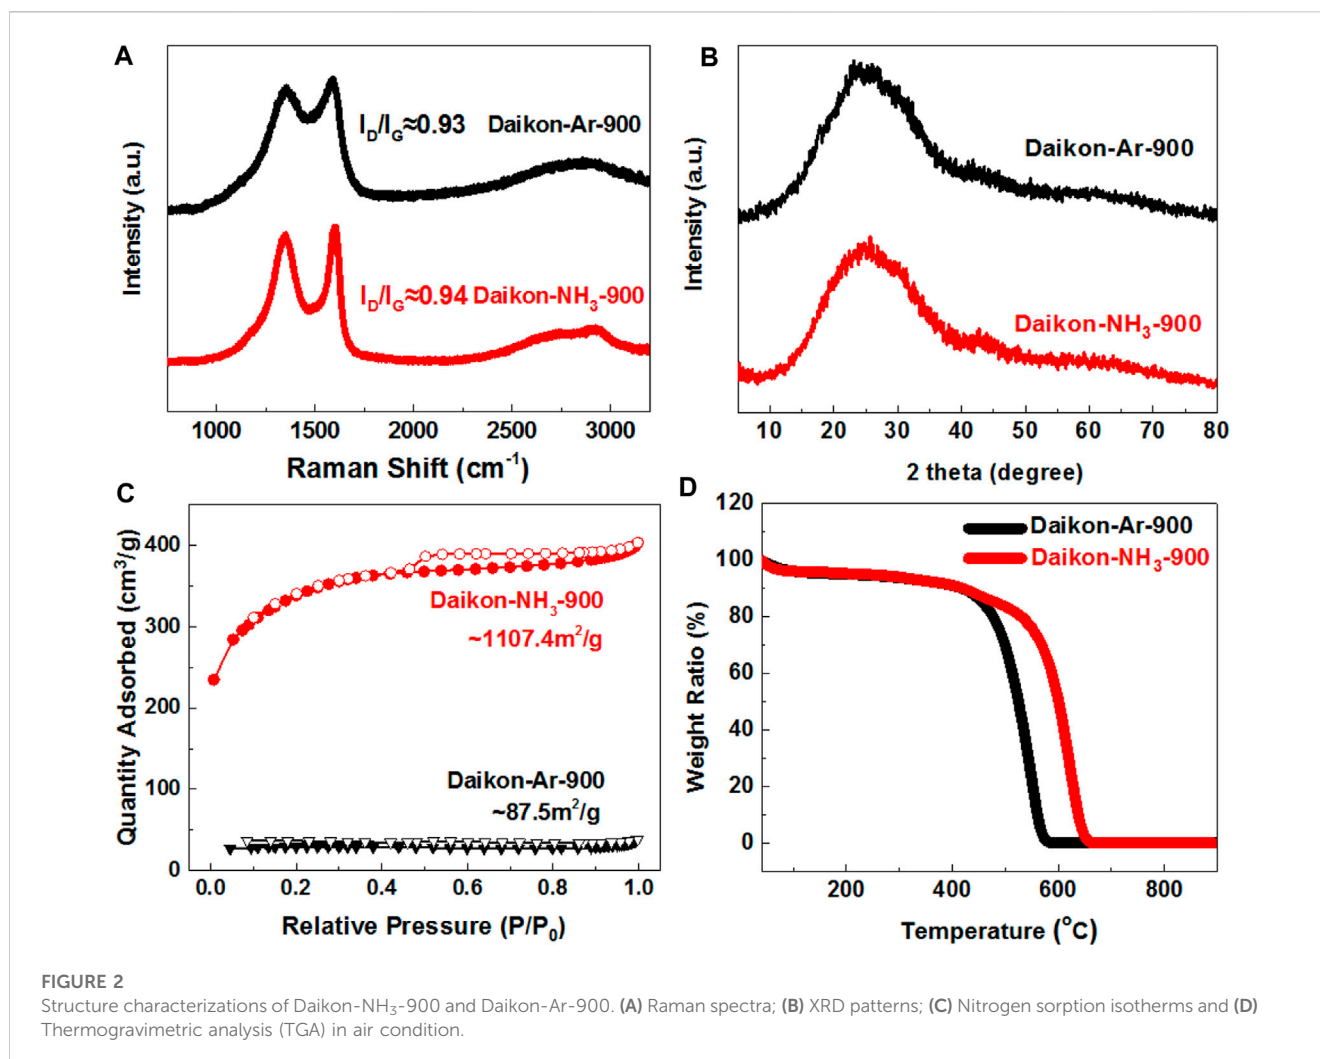 A
I_D/I_G≈0.93 Daikon-Ar-900
I_D/I_G≈0.94 Daikon-NH₃-900
Intensity (a.u.)
1000 1500 2000 2500 3000
Raman Shift (cm⁻¹)
B
Daikon-Ar-900
Daikon-NH₃-900
Intensity (a.u.)
10 20 30 40 50 60 70 80
2 theta (degree)
C
400
300
200
100
0
Quantity Adsorbed (cm³/g)
Daikon-NH₃-900
~1107.4m²/g
Daikon-Ar-900
~87.5m²/g
0.0 0.2 0.4 0.6 0.8 1.0
Relative Pressure (P/P₀)
D
120
100
80
60
40
20
0
Weight Ratio (%)
Daikon-Ar-900
Daikon-NH₃-900
200 400 600 800
Temperature (°C)
FIGURE 2
Structure characterizations of Daikon-NH₃-900 and Daikon-Ar-900. (A) Raman spectra; (B) XRD patterns; (C) Nitrogen sorption isotherms and (D)
Thermogravimetric analysis (TGA) in air condition.